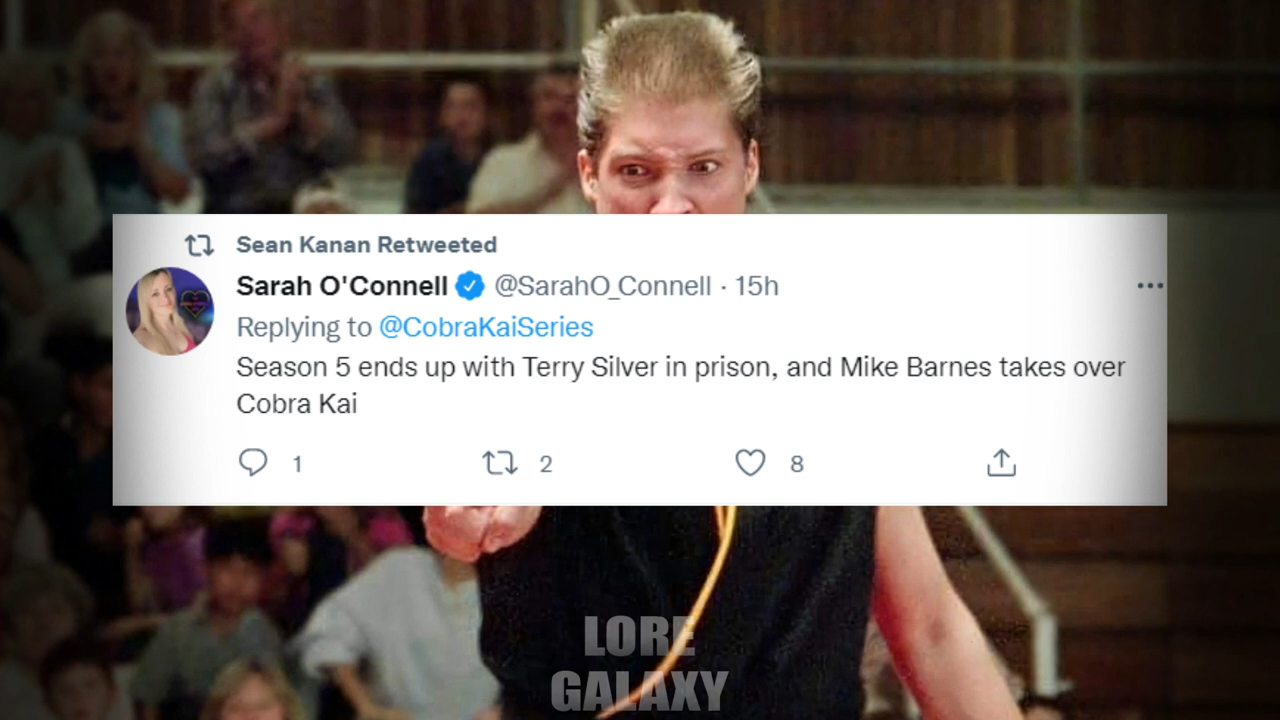 Sean Kanan Retweeted
Sarah O'Connell @SarahO_Connell · 15h
Replying to @CobraKaiSeries
Season 5 ends up with Terry Silver in prison, and Mike Barnes takes over
Cobra Kai
1 2 8
LORE
GALAXY